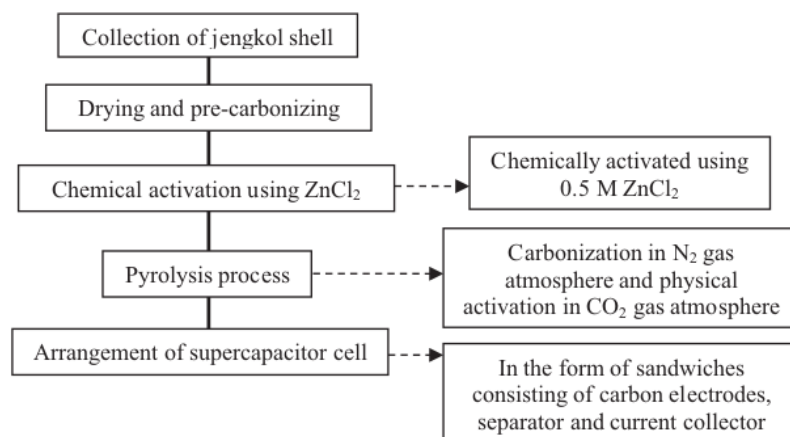 Collection of jengkol shell
Drying and pre-carbonizing
Chemical activation using ZnCl₂
Chemically activated using
0.5 M ZnCl₂
Pyrolysis process
Carbonization in N₂ gas
atmosphere and physical
activation in CO₂ gas atmosphere
Arrangement of supercapacitor cell
In the form of sandwiches
consisting of carbon electrodes,
separator and current collector